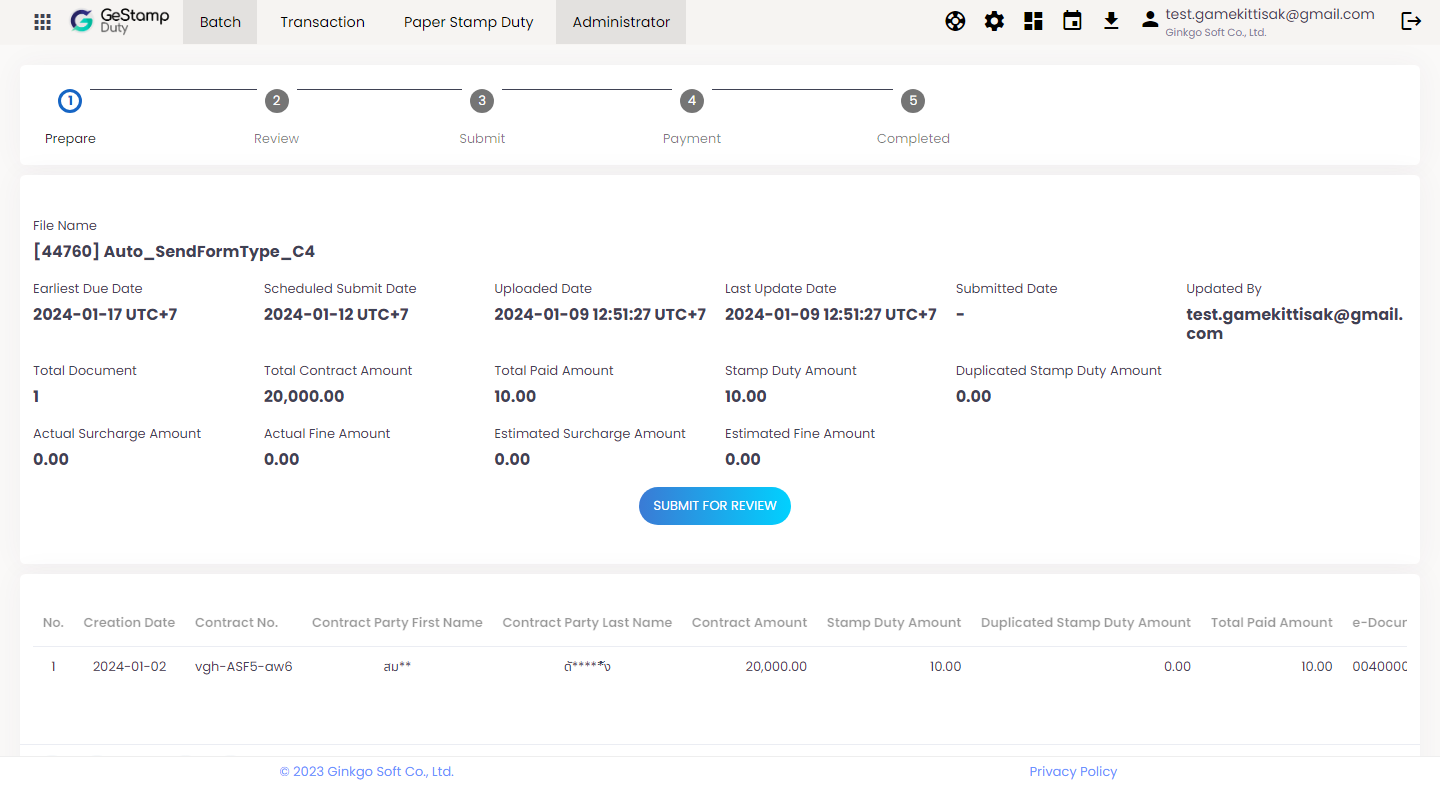 GeStamp
Duty
Batch
Transaction
Paper Stamp Duty
Administrator
test.gamekittisak@gmail.com
Ginkgo Soft Co., Ltd.
1
2
3
4
5
Prepare
Review
Submit
Payment
Completed
File Name
[44760] Auto_SendFormType_C4
Earliest Due Date
Scheduled Submit Date
Uploaded Date
Last Update Date
Submitted Date
Updated By
2024-01-17 UTC+7
2024-01-12 UTC+7
2024-01-09 12:51:27 UTC+7
2024-01-09 12:51:27 UTC+7
-
test.gamekittisak@gmail.
com
Total Document
Total Contract Amount
Total Paid Amount
Stamp Duty Amount
Duplicated Stamp Duty Amount
1
20,000.00
10.00
10.00
0.00
Actual Surcharge Amount
Actual Fine Amount
Estimated Surcharge Amount
Estimated Fine Amount
0.00
0.00
0.00
0.00
SUBMIT FOR REVIEW
No. Creation Date Contract No. Contract Party First Name Contract Party Last Name Contract Amount Stamp Duty Amount Duplicated Stamp Duty Amount Total Paid Amount e-Docur
1 2024-01-02 vgh-ASF5-aw6 สม** 20,000.00 10.00 0.00 10.00 0040000
© 2023 Ginkgo Soft Co., Ltd.
Privacy Policy